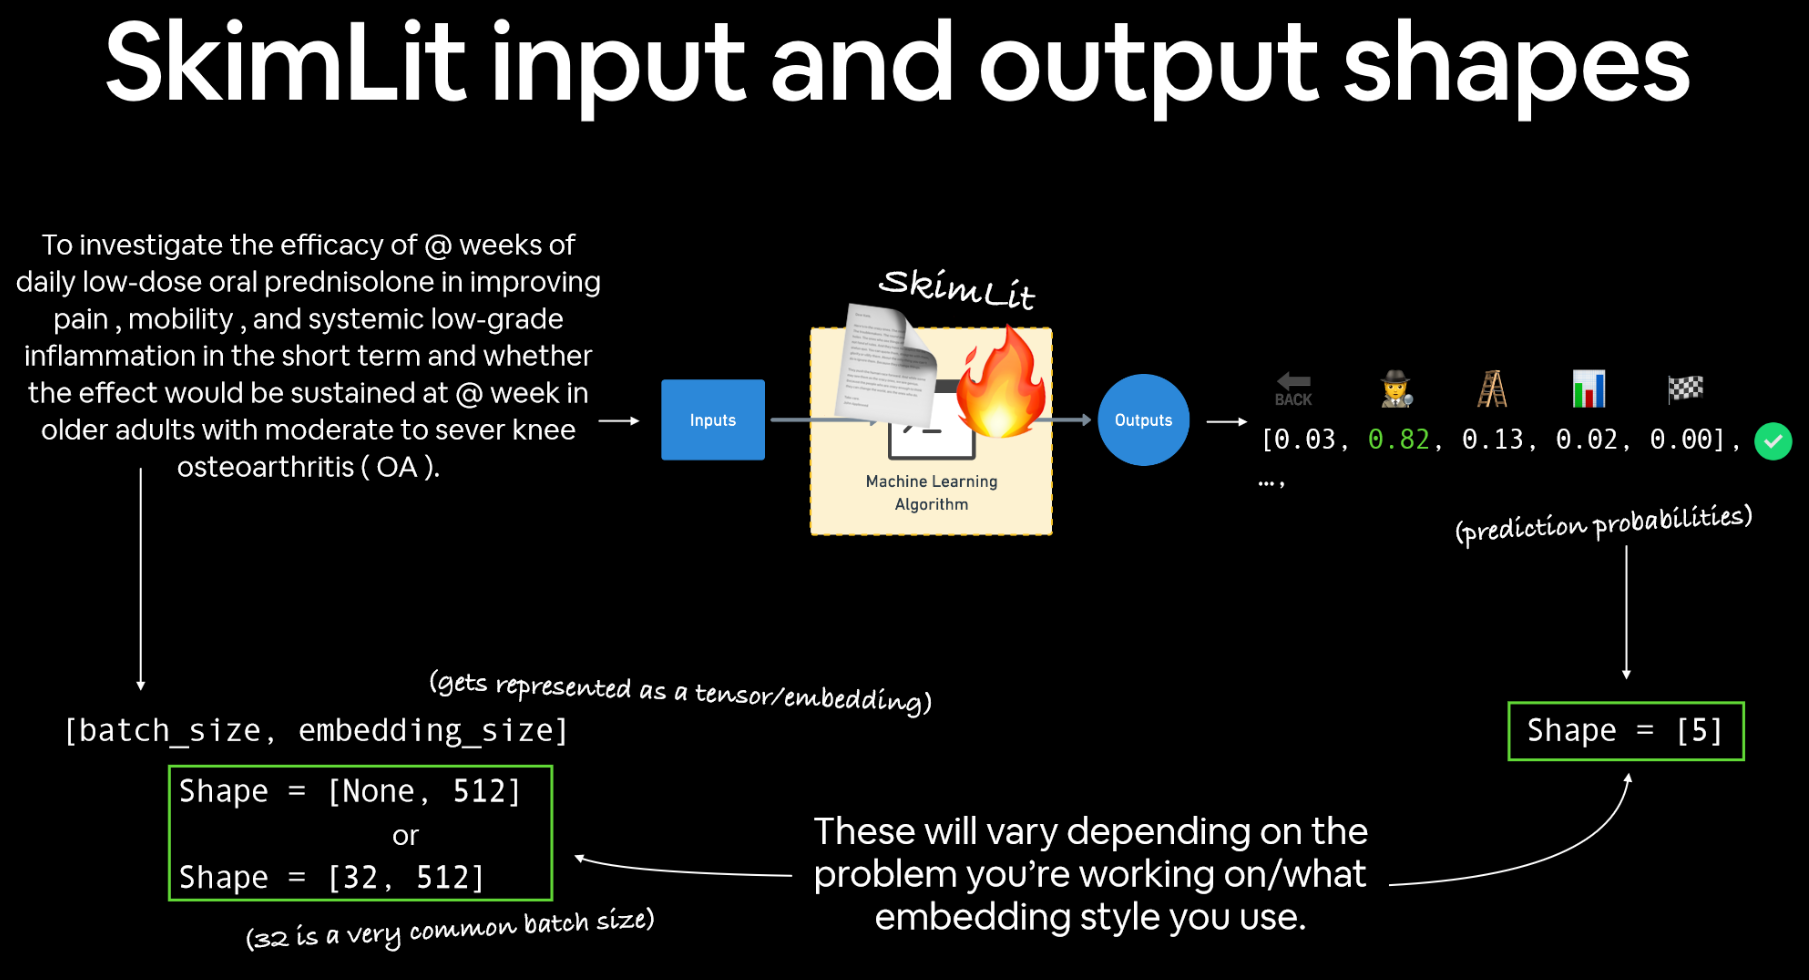 SkimLit input and output shapes
To investigate the efficacy of @ weeks of
daily low-dose oral prednisolone in improving
pain , mobility , and systemic low-grade
inflammation in the short term and whether
the effect would be sustained at @ week in
older adults with moderate to sever knee
osteoarthritis ( OA ).
Inputs
SkimLit
Machine Learning
Algorithm
Outputs
BACK
[0.03, 0.82, 0.13, 0.02, 0.00],
...,
(prediction probabilities)
(gets represented as a tensor/embedding)
[batch_size, embedding_size]
Shape = [None, 512]
or
Shape = [32, 512]
(32 is a very common batch size)
These will vary depending on the
problem you’re working on/what
embedding style you use.
Shape = [5]